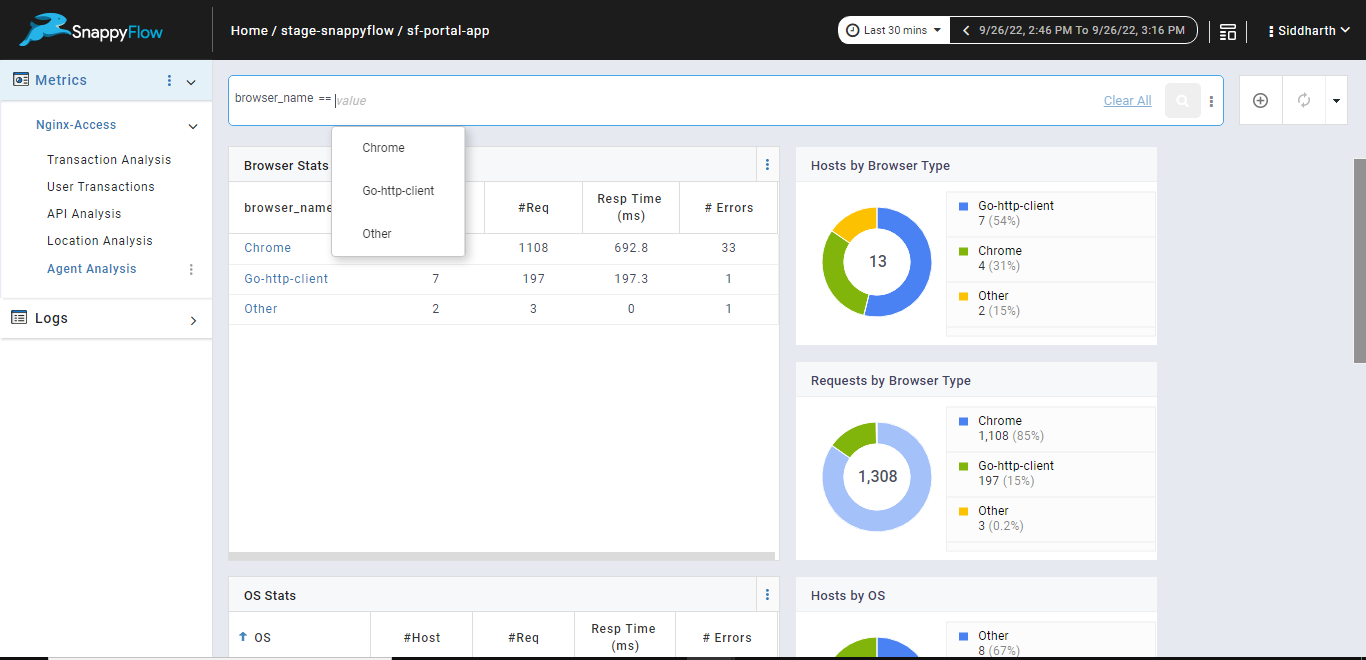 SnappyFlow
Home / stage-snappyflow / sf-portal-app
Last 30 mins
9/26/22, 2:46 PM To 9/26/22, 3:16 PM
Siddharth
Metrics
Nginx-Access
Transaction Analysis
User Transactions
API Analysis
Location Analysis
Agent Analysis
Logs
browser_name == value
Clear All
Chrome
Go-http-client
Other
Browser Stats
browser_name
#Req
Resp Time
(ms)
# Errors
Chrome 1108 692.8 33
Go-http-client 7 197 197.3 1
Other 2 3 0 1
Hosts by Browser Type
13
Go-http-client
7 (54%)
Chrome
4 (31%)
Other
2 (15%)
Requests by Browser Type
1,308
Chrome
1,108 (85%)
Go-http-client
197 (15%)
Other
3 (0.2%)
OS Stats
OS
#Host
#Req
Resp Time
(ms)
# Errors
Hosts by OS
Other
8 (67%)